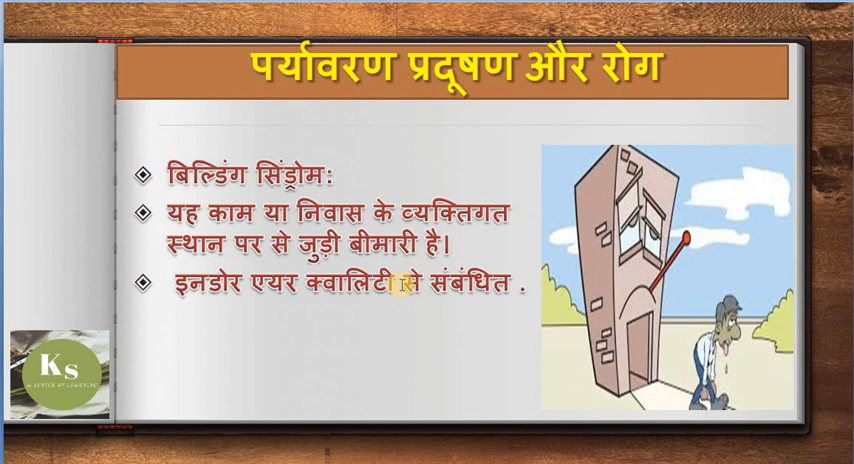 पर्यावरण प्रदूषण और रोग
बिल्डिंग सिंड्रोम:
यह काम या निवास के व्यक्तिगत
स्थान पर से जुड़ी बीमारी है।
इनडोर एयर क्वालिटी से संबंधित .
Ks